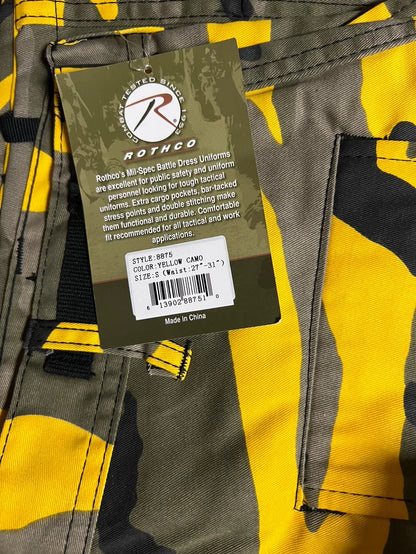 COMBAT TESTED SINCE 1953
R
ROTHCO
Rothco's Mil-Spec Battle Dress Uniforms
are excellent for public safety and uniform
personnel looking for tough tactical
uniforms. Extra cargo pockets, bar-tacked
stress points and double stitching make
them functional and durable. Comfortable
fit recommended for all tactical and work
applications.
STYLE:8875
COLOR:YELLOW CAMO
SIZE:S (Waist:27"-31")
6 13902 88751 0
Made in China